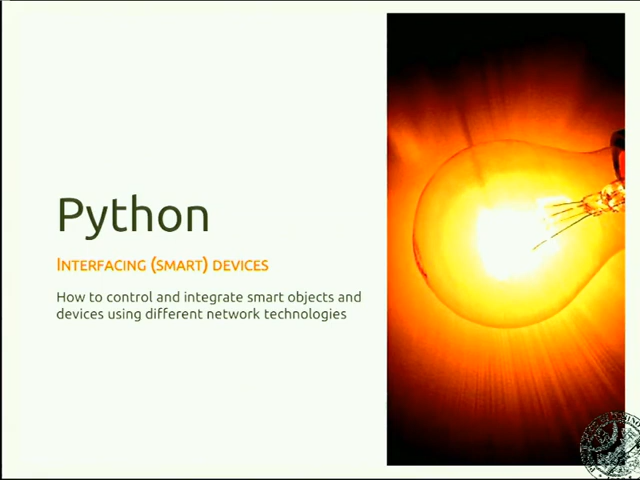 Python
INTERFACING (SMART) DEVICES
How to control and integrate smart objects and
devices using different network technologies